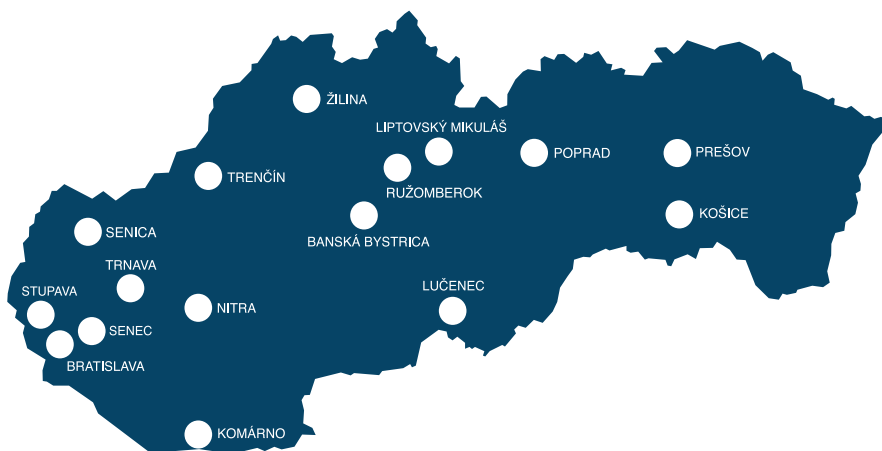 ŽILINA
LIPTOVSKÝ MIKULÁŠ
POPRAD
PREŠOV
TRENČÍN
RUŽOMBEROK
KOŠICE
SENICA
BANSKÁ BYSTRICA
TRNAVA
LUČENEC
STUPAVA
NITRA
SENEC
BRATISLAVA
KOMÁRNO